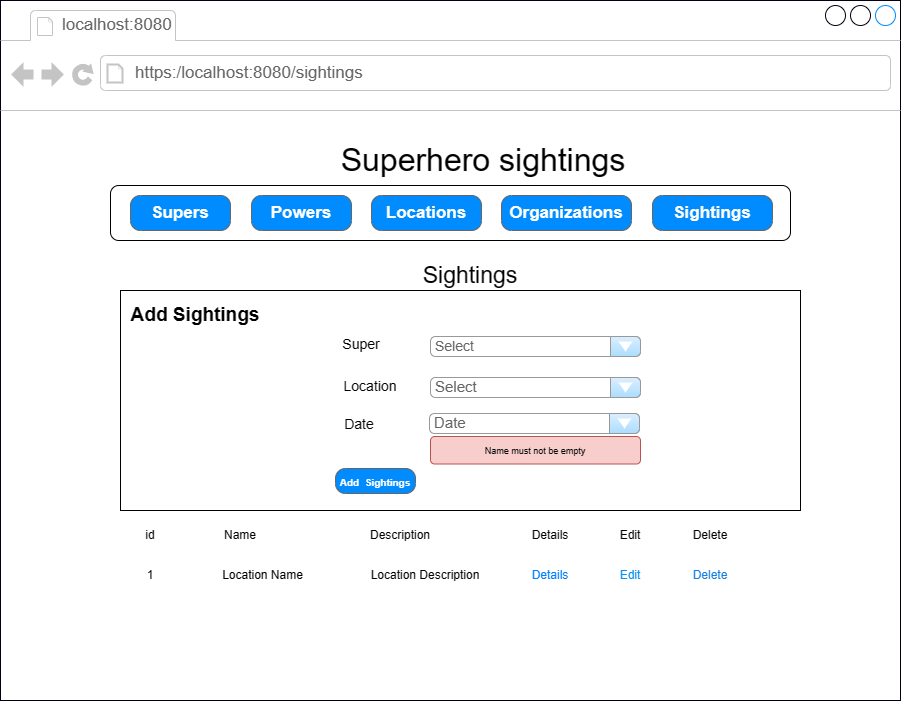 localhost:8080
https:/localhost:8080/sightings
Superhero sightings
Supers Powers Locations Organizations Sightings
Sightings
Add Sightings
Super Select
Location Select
Date Date
Name must not be empty
Add Sightings
id Name Description Details Edit Delete
1 Location Name Location Description Details Edit Delete